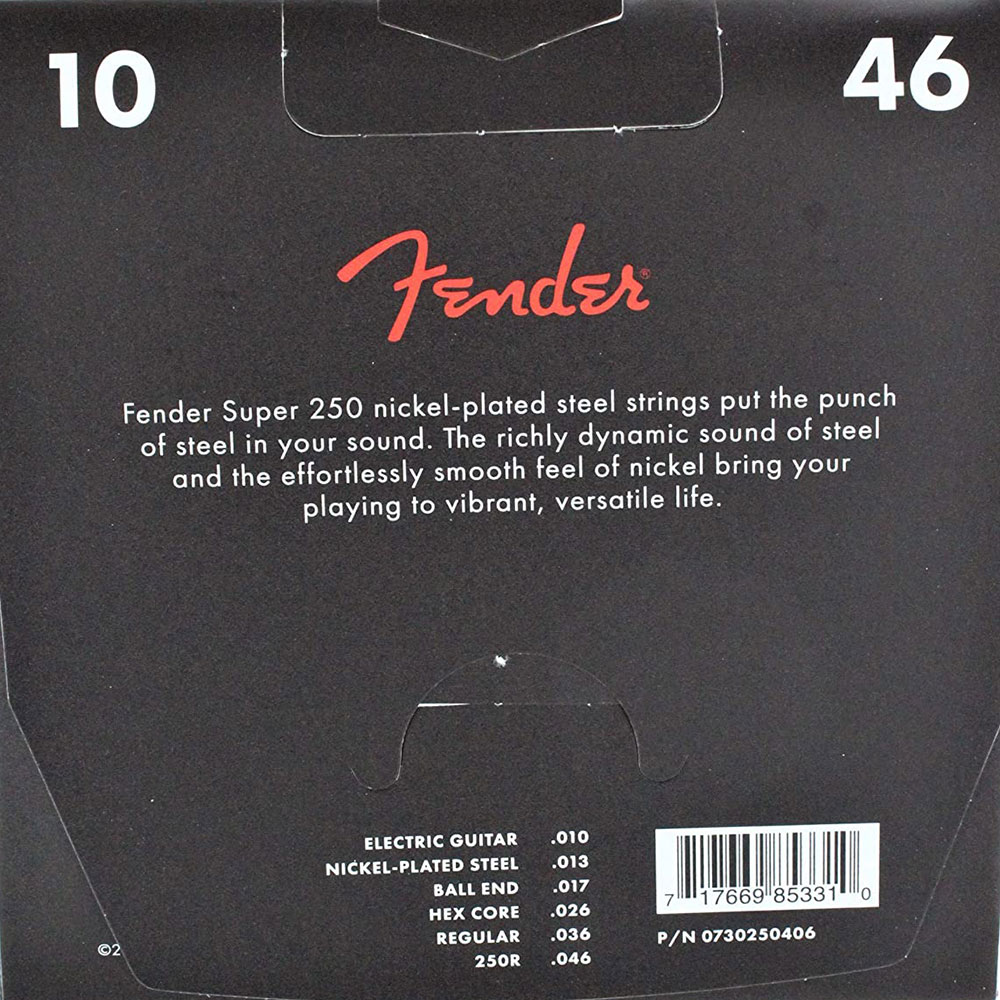 10 46
Fender®
Fender Super 250 nickel-plated steel strings put the punch
of steel in your sound. The richly dynamic sound of steel
and the effortlessly smooth feel of nickel bring your
playing to vibrant, versatile life.
ELECTRIC GUITAR .010
NICKEL-PLATED STEEL .013
BALL END .017
HEX CORE .026
REGULAR .036
250R .046
7 17669 85331 0
P/N 0730250406
©2